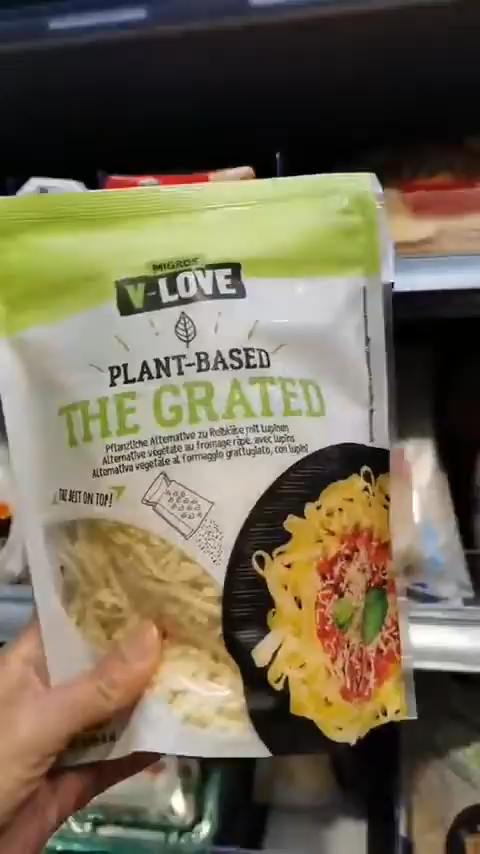 MIGROS
V-LOVE
PLANT-BASED
THE GRATED
Pflanzliche Alternative zu Reibkäse mit Lupinen
Alternative végétale au fromage râpé, avec lupins
Alternativa vegetale al formaggio grattugiato, con lupini
THE BEST ON TOP!